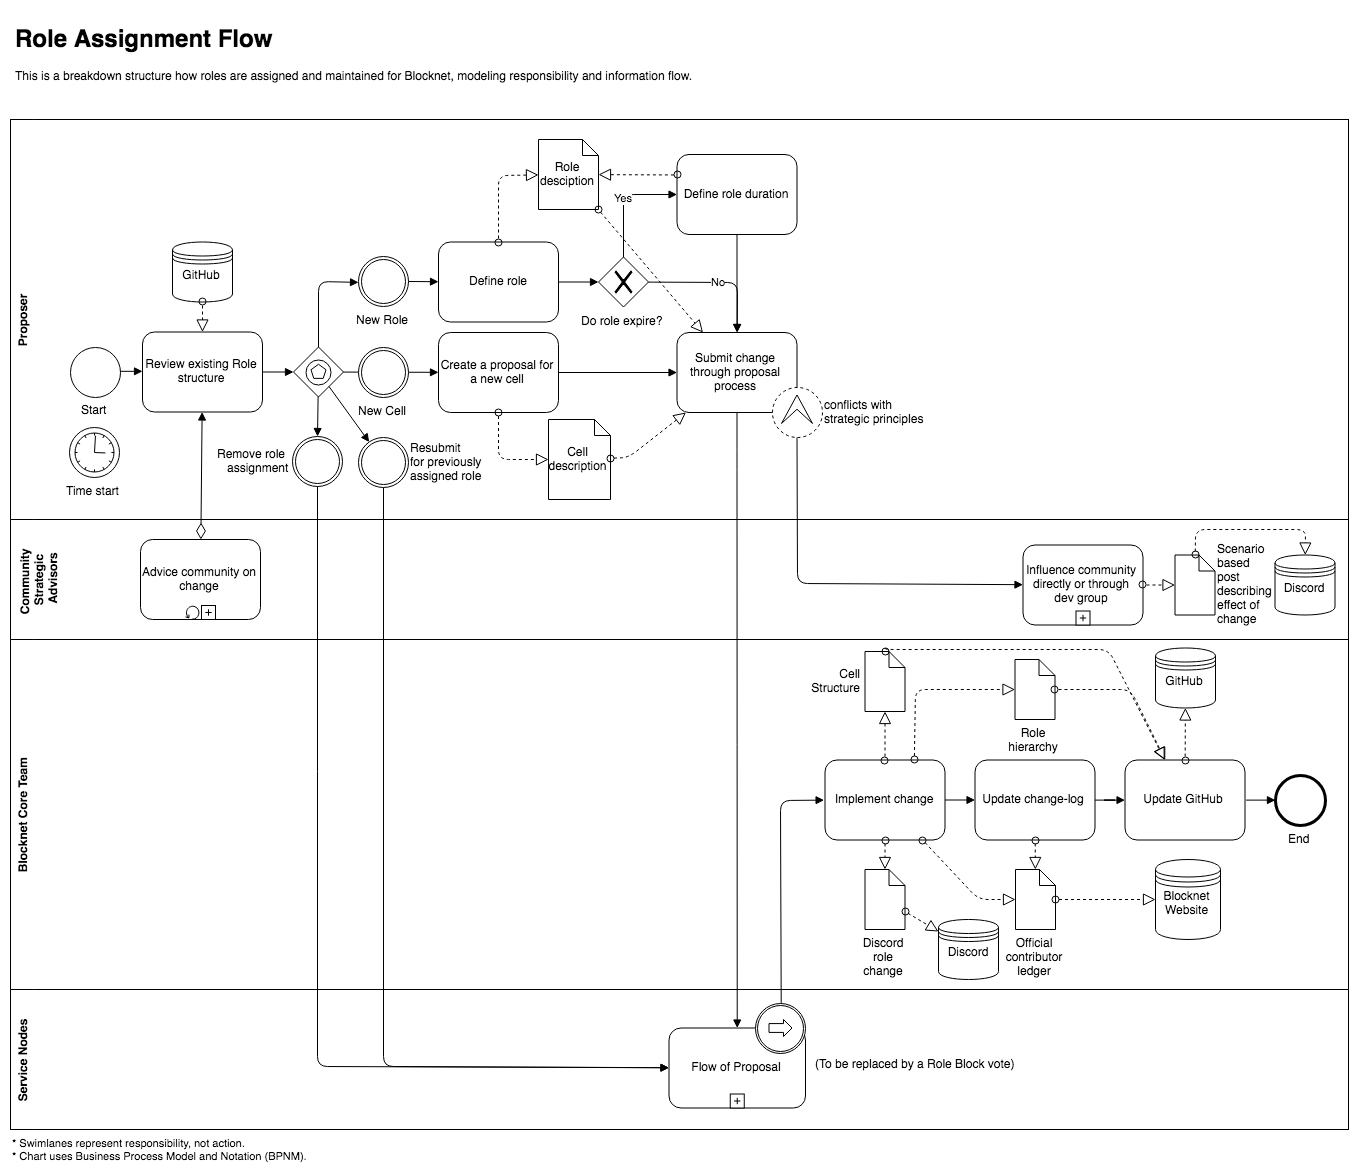 Role Assignment Flow
This is a breakdown structure how roles are assigned and maintained for Blocknet, modeling responsibility and information flow.
Proposer
Role
desciption
Yes
Define role duration
GitHub
Define role
No
New Role
Do role expire?
Review existing Role
structure
Create a proposal for
a new cell
Submit change
through proposal
process
Start
New Cell
conflicts with
strategic principles
Time start
Remove role
assignment
Resubmit
for previously
assigned role
Cell
description
Community
Strategic
Advisors
Advice community on
change
Influence community
directly or through
dev group
Scenario
based
post
describing
effect of
change
Discord
Blocknet Core Team
Cell
Structure
Role
hierarchy
GitHub
Implement change
Update change-log
Update GitHub
End
Discord
role
change
Discord
Official
contributor
ledger
Blocknet
Website
Service Nodes
Flow of Proposal
(To be replaced by a Role Block vote)
* Swimlanes represent responsibility, not action.
* Chart uses Business Process Model and Notation (BPNM).